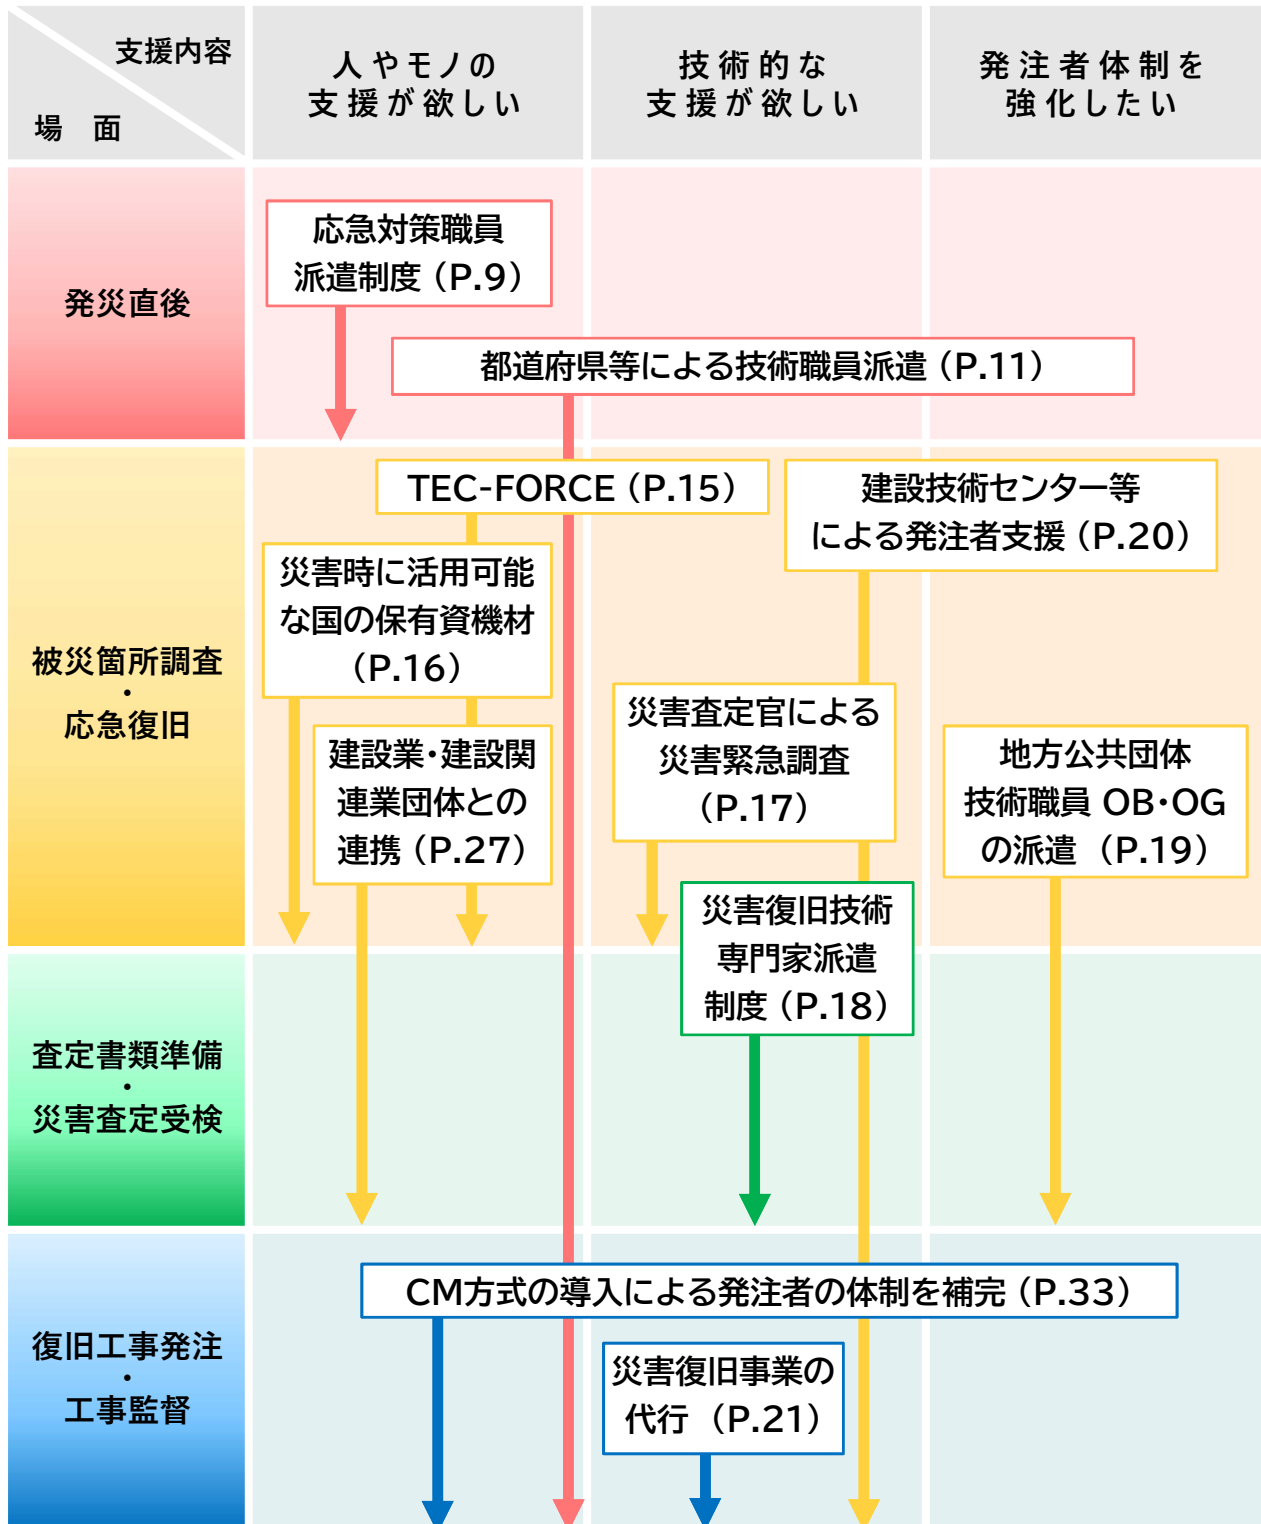 支援内容
場　面
人やモノの
支援が欲しい
技術的な
支援が欲しい
発注者体制を
強化したい
発災直後
応急対策職員
派遣制度（P.9）
都道府県等による技術職員派遣（P.11）
被災箇所調査
・
応急復旧
TEC-FORCE（P.15）
建設技術センター等
による発注者支援（P.20）
災害時に活用可能
な国の保有資機材
（P.16）
災害査定官による
災害緊急調査
（P.17）
建設業・建設関
連業団体との
連携（P.27）
地方公共団体
技術職員 OB・OG
の派遣 （P.19）
災害復旧技術
専門家派遣
制度（P.18）
査定書類準備
・
災害査定受検
復旧工事発注
・
工事監督
CM方式の導入による発注者の体制を補完（P.33）
災害復旧事業の
代行 （P.21）